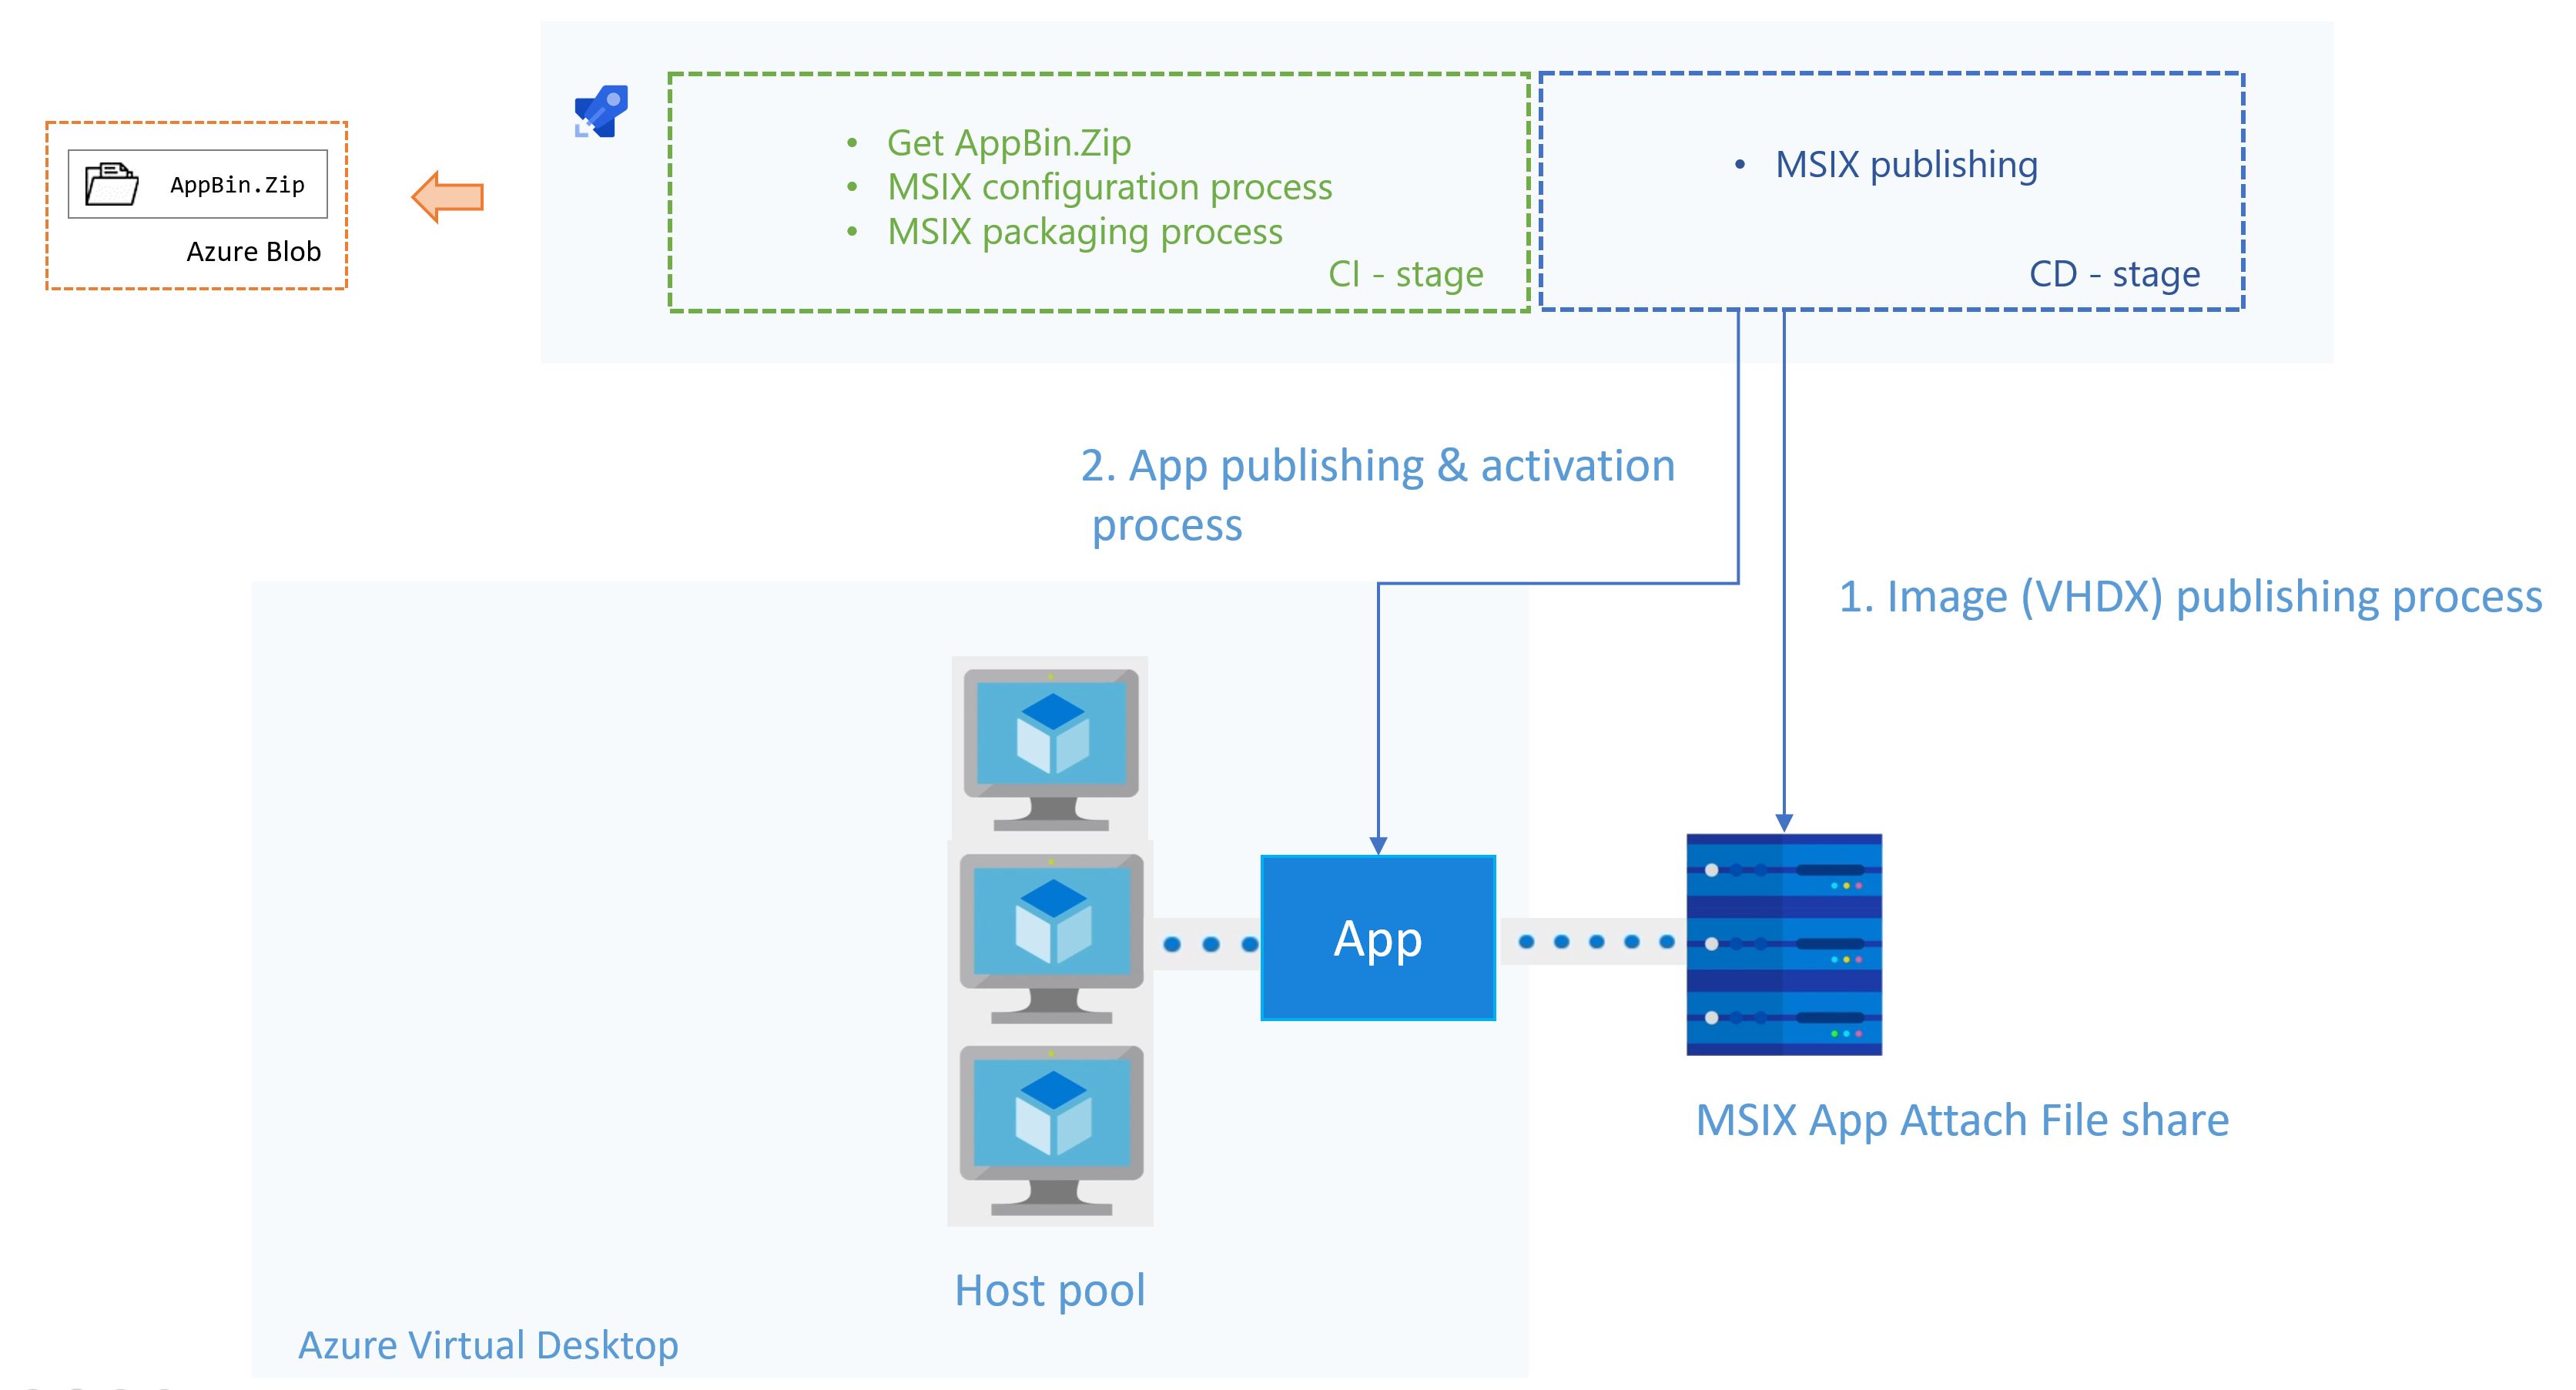 AppBin.Zip
Azure Blob
• Get AppBin.Zip
• MSIX configuration process
• MSIX packaging process
CI - stage
• MSIX publishing
CD - stage
2. App publishing & activation
process
1. Image (VHDX) publishing process
App
MSIX App Attach File share
Host pool
Azure Virtual Desktop